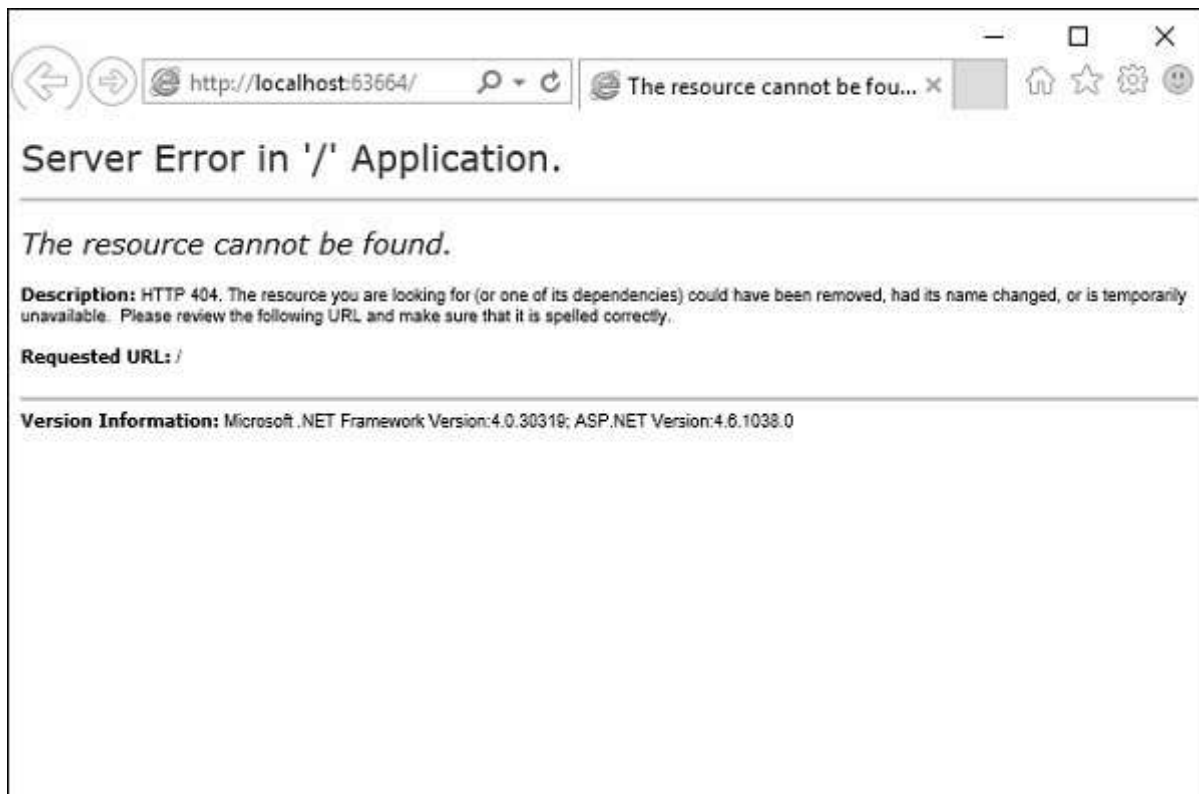 http://localhost:63664/
The resource cannot be fou...
Server Error in '/' Application.
The resource cannot be found.
Description: HTTP 404. The resource you are looking for (or one of its dependencies) could have been removed, had its name changed, or is temporarily
unavailable. Please review the following URL and make sure that it is spelled correctly.
Requested URL: /
Version Information: Microsoft .NET Framework Version:4.0.30319; ASP.NET Version:4.6.1038.0